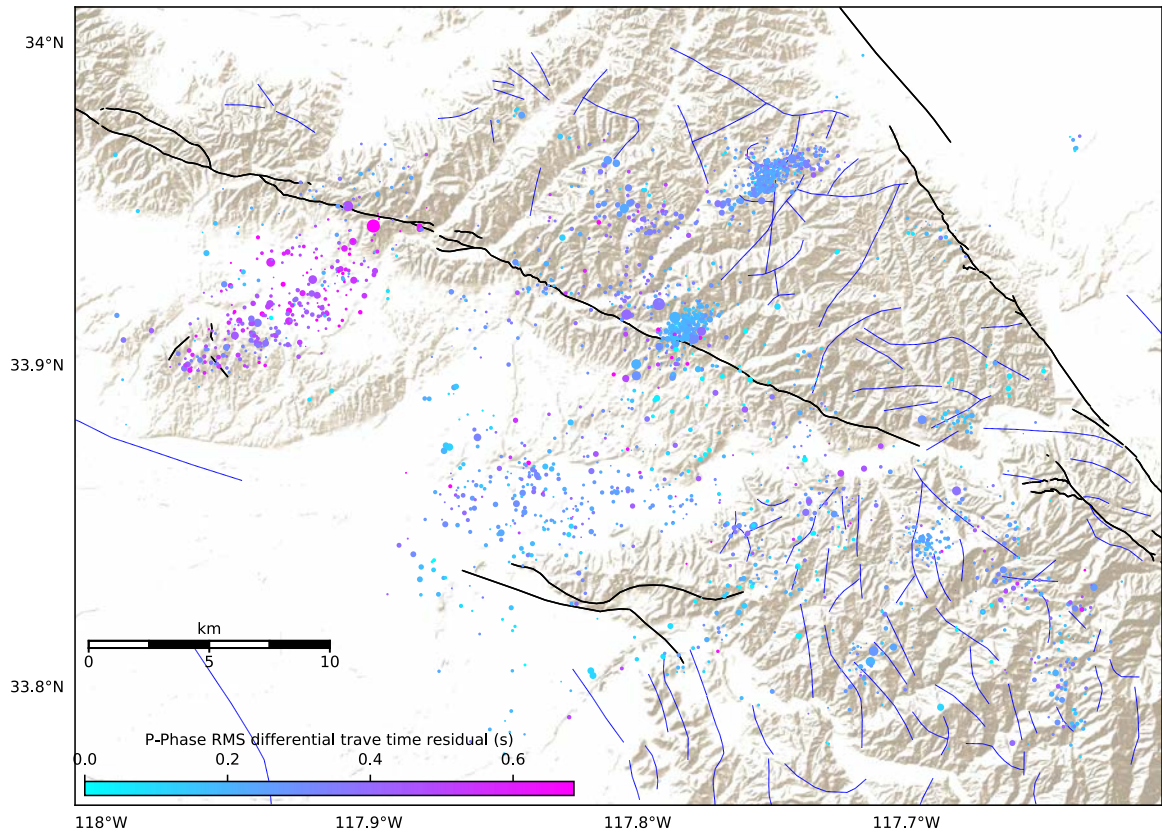 34°N
33.9°N
km
0 5 10
33.8°N
P-Phase RMS differential trave time residual (s)
0.0 0.2 0.4 0.6
118°W 117.9°W 117.8°W 117.7°W